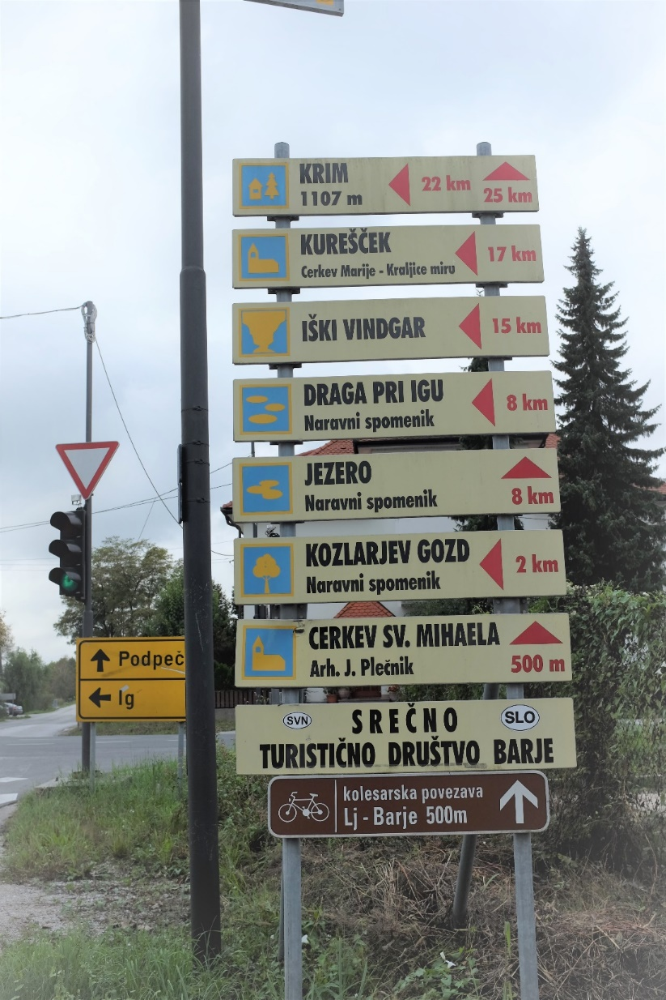 KRIM
1107 m
22 km
25 km
KUREŠČEK
Cerkev Marije - Kraljice miru
17 km
IŠKI VINDGAR
15 km
DRAGA PRI IGU
Naravni spomenik
8 km
JEZERO
Naravni spomenik
8 km
KOZLARJEV GOZD
Naravni spomenik
2 km
CERKEV SV. MIHAELA
Arh. J. Plečnik
500 m
SVN
SREČNO
SLO
TURISTIČNO DRUŠTVO BARJE
kolesarska povezava
Lj - Barje 500m
Podpeč
Ig